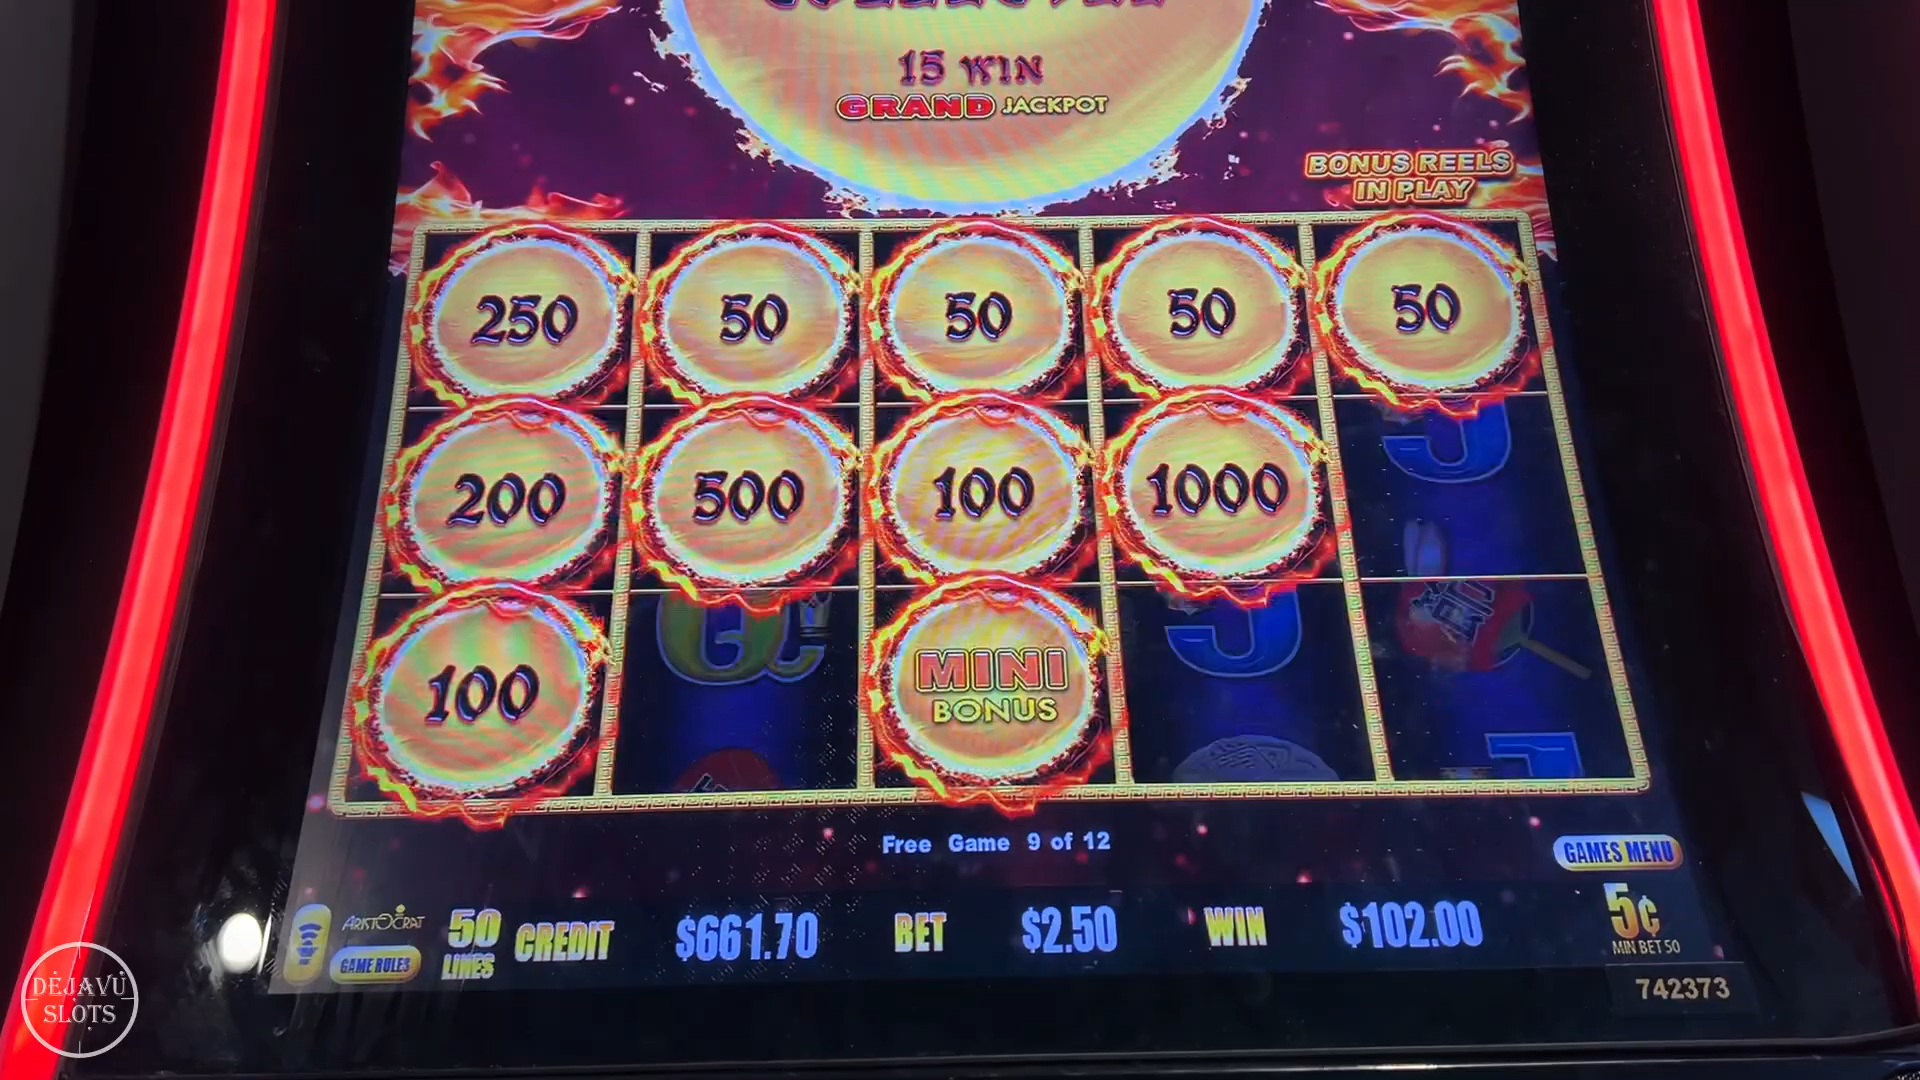 15 WIN
GRAND JACKPOT
BONUS REELS
IN PLAY
250 50 50 50 50
200 500 100 1000
100 MINI
BONUS
Free Game 9 of 12
GAMES MENU
ARISTOCRAT
GAME RULES
50
LINES
CREDIT $661.70 BET $2.50 WIN $102.00
5¢
MIN BET 50
742373
DEJAVU
SLOTS